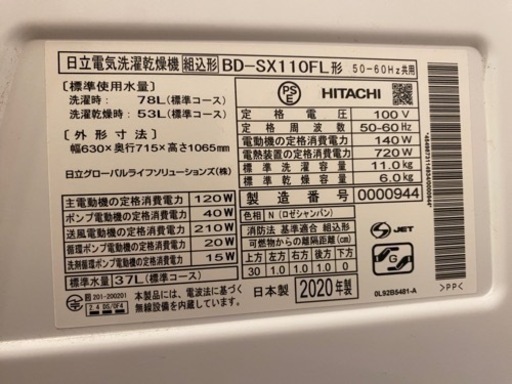 日立電気洗濯乾燥機 組込形 BD-SX110FL形 50-60Hz共用
[標準使用水量]
洗濯時: 78L(標準コース)
洗濯乾燥時: 53L(標準コース)
[外形寸法]
幅630×奥行715×高さ1065mm
日立グローバルライフソリューションズ(株)
PSE HITACHI
定格電圧 100V
定格周波数 50-60Hz
電動機の定格消費電力 140W
電熱装置の定格消費電力 720W
標準洗濯容量 11.0kg
標準乾燥容量 6.0kg
製造番号 0000944
主電動機の定格消費電力 120W
ポンプ電動機の定格消費電力 40W
送風電動機の定格消費電力 210W
循環ポンプ電動機の定格消費電力 20W
洗剤循環ポンプ電動機の定格消費電力 15W
標準水量 37L(標準コース)
色相 N(ロゼシャンパン)
消防法 基準適合 組込形
可燃物からの離隔距離(cm)
上方 左方 右方 前方 後方 下方
30 1.0 1.0 1.0 0
S JET
G
201-200201
2.4 DS/OF4
本製品には、電波法に基づく
無線設備を内蔵しています。
日本製 2020年製
0L92B5481-A
>PP<